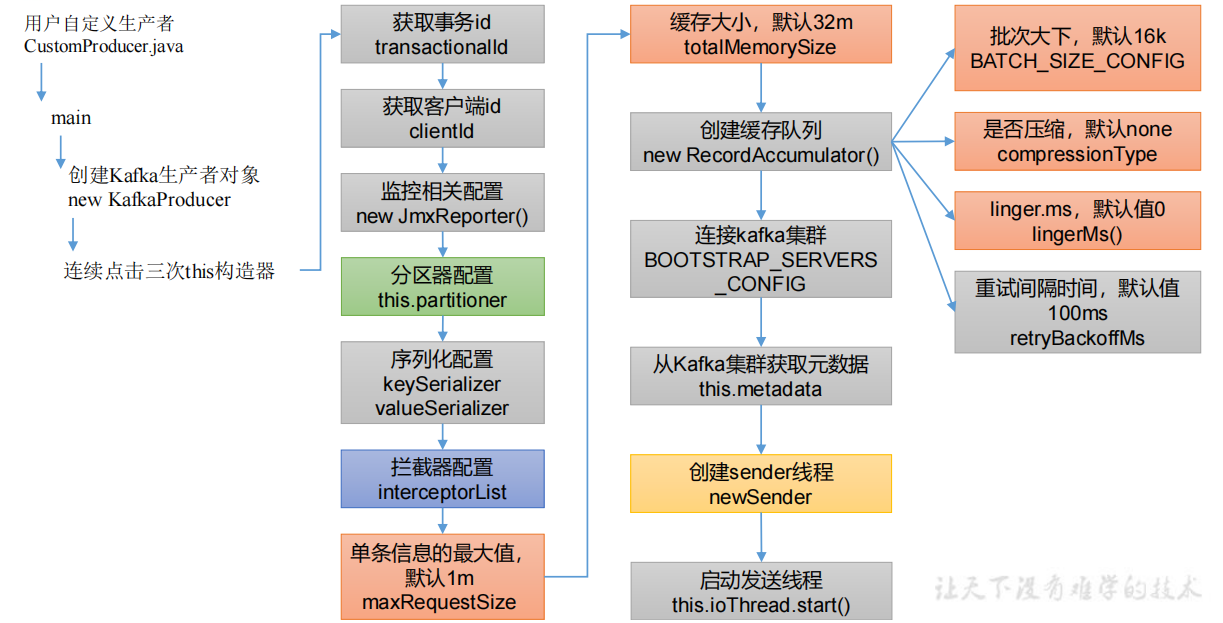 用户自定义生产者
CustomProducer.java
main
创建Kafka生产者对象
new KafkaProducer
连续点击三次this构造器
获取事务id
transactionalId
获取客户端id
clientId
监控相关配置
new JmxReporter()
分区器配置
this.partitioner
序列化配置
keySerializer
valueSerializer
拦截器配置
interceptorList
单条信息的最大值，
默认1m
maxRequestSize
缓存大小，默认32m
totalMemorySize
创建缓存队列
new RecordAccumulator()
连接kafka集群
BOOTSTRAP_SERVERS
_CONFIG
从Kafka集群获取元数据
this.metadata
创建sender线程
newSender
启动发送线程
this.ioThread.start()
批次大下，默认16k
BATCH_SIZE_CONFIG
是否压缩，默认none
compressionType
linger.ms，默认值0
lingerMs()
重试间隔时间，默认值
100ms
retryBackoffMs
让天下没有难学的技术